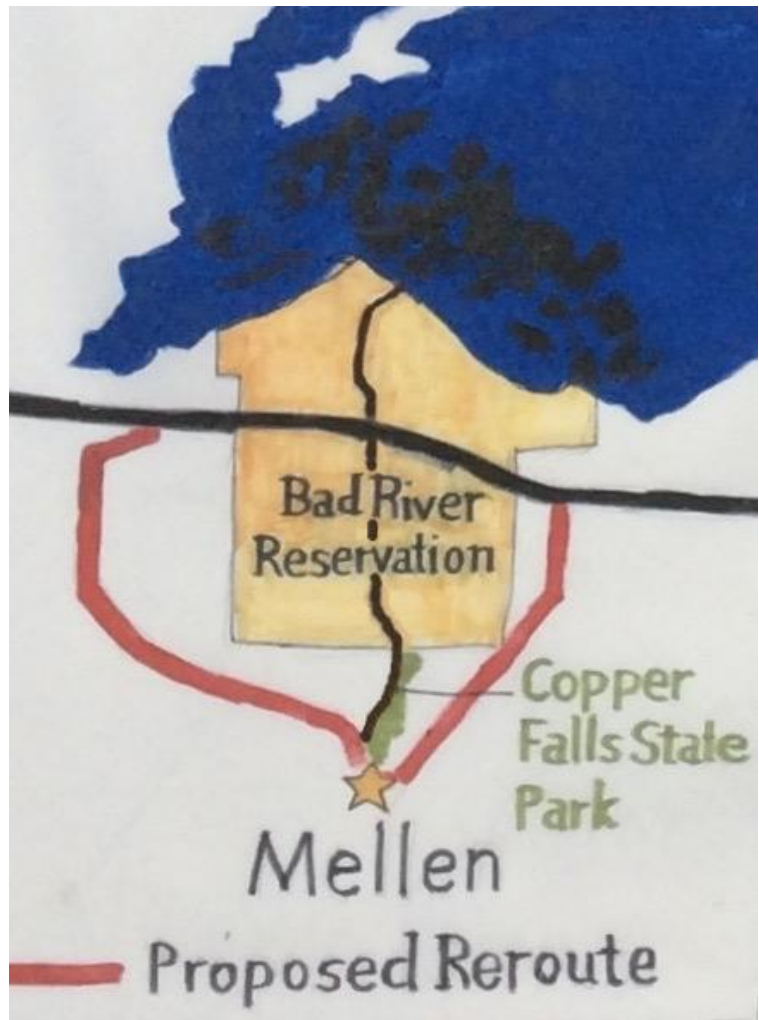 Bad River
Reservation
Copper
Falls State
Park
Mellen
Proposed Reroute